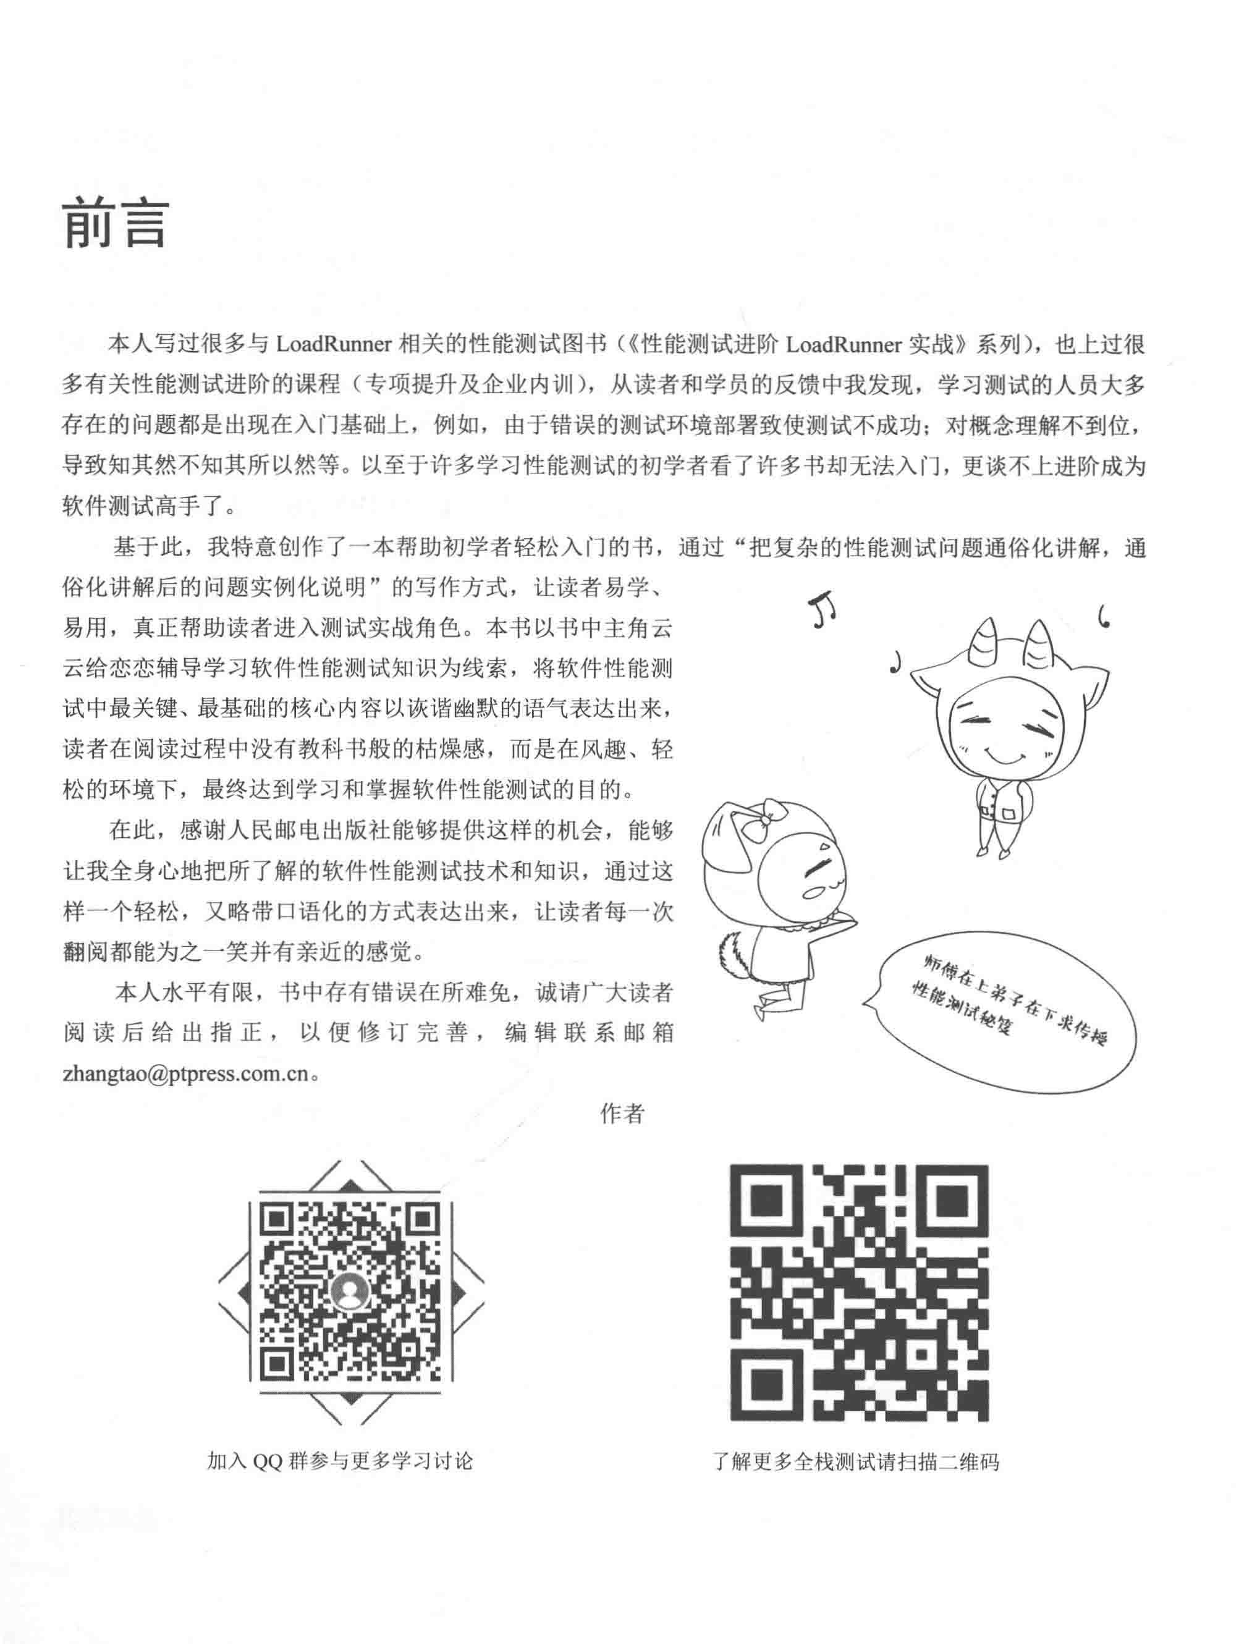 前言
本人写过很多与 LoadRunner 相关的性能测试图书（《性能测试进阶 LoadRunner 实战》系列），也上过很
多有关性能测试进阶的课程（专项提升及企业内训），从读者和学员的反馈中我发现，学习测试的人员大多
存在的问题都是出现在入门基础上，例如，由于错误的测试环境部署致使测试不成功；对概念理解不到位，
导致知其然不知其所以然等。以至于许多学习性能测试的初学者看了许多书却无法入门，更谈不上进阶成为
软件测试高手了。
基于此，我特意创作了一本帮助初学者轻松入门的书，通过“把复杂的性能测试问题通俗化讲解，通
俗化讲解后的问题实例化说明”的写作方式，让读者易学、
易用，真正帮助读者进入测试实战角色。本书以书中主角云
云给恋恋辅导学习软件性能测试知识为线索，将软件性能测
试中最关键、最基础的核心内容以诙谐幽默的语气表达出来，
读者在阅读过程中没有教科书般的枯燥感，而是在风趣、轻
松的环境下，最终达到学习和掌握软件性能测试的目的。
在此，感谢人民邮电出版社能够提供这样的机会，能够
让我全身心地把所了解的软件性能测试技术和知识，通过这
样一个轻松，又略带口语化的方式表达出来，让读者每一次
翻阅都能为之一笑并有亲近的感觉。
本人水平有限，书中存有错误在所难免，诚请广大读者
阅读后给出指正，以便修订完善，编辑联系邮箱
zhangtao@ptpress.com.cn。
作者
师傅在上弟子在下求传授
性能测试秘笈
加入 QQ 群参与更多学习讨论
了解更多全栈测试请扫描二维码